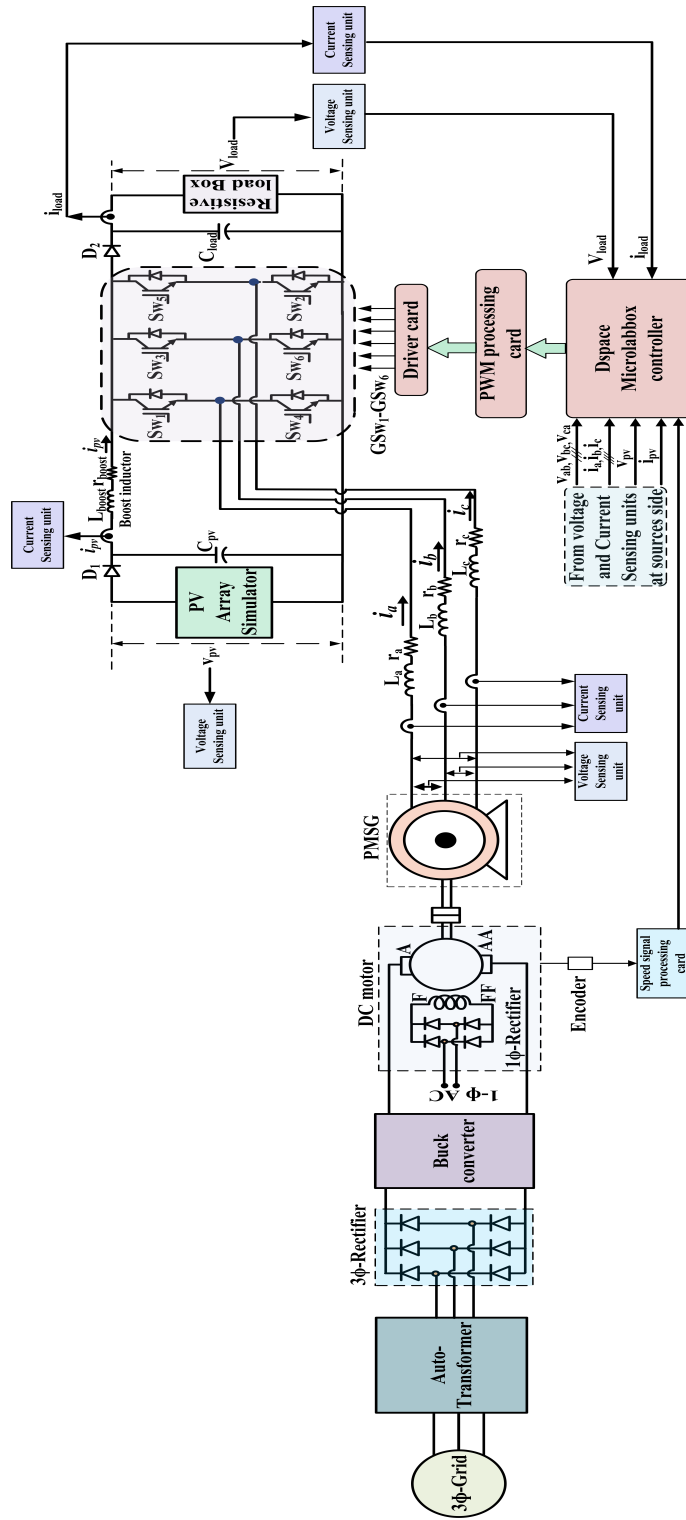 3ϕ-Grid
Auto-
Transformer
3ϕ-Rectifier
Buck
converter
DC motor
1-ϕ AC
1ϕ-Rectifier
F
FF
A
AA
Encoder
Speed signal
processing
card
PMSG
Voltage
Sensing
unit
Current
Sensing
unit
L_a r_a
i_a
L_b r_b
i_b
L_c r_c
i_c
Voltage
Sensing unit
v_pv
PV
Array
Simulator
D_1
C_pv
i_pv
Current
Sensing unit
L_boost r_boost
Boost inductor
i_pv
Sw_1
Sw_3
Sw_5
Sw_4
Sw_6
Sw_2
D_2
C_load
i_load
Resistive
load Box
V_load
Voltage
Sensing unit
Current
Sensing unit
GSw_1-GSw_6
Driver card
PWM processing
card
Dspace
Microlabbox
controller
V_load
i_load
v_ab,v_bc,v_ca
i_a,i_b,i_c
v_pv
i_pv
From voltage
and Current
Sensing units
at sources side